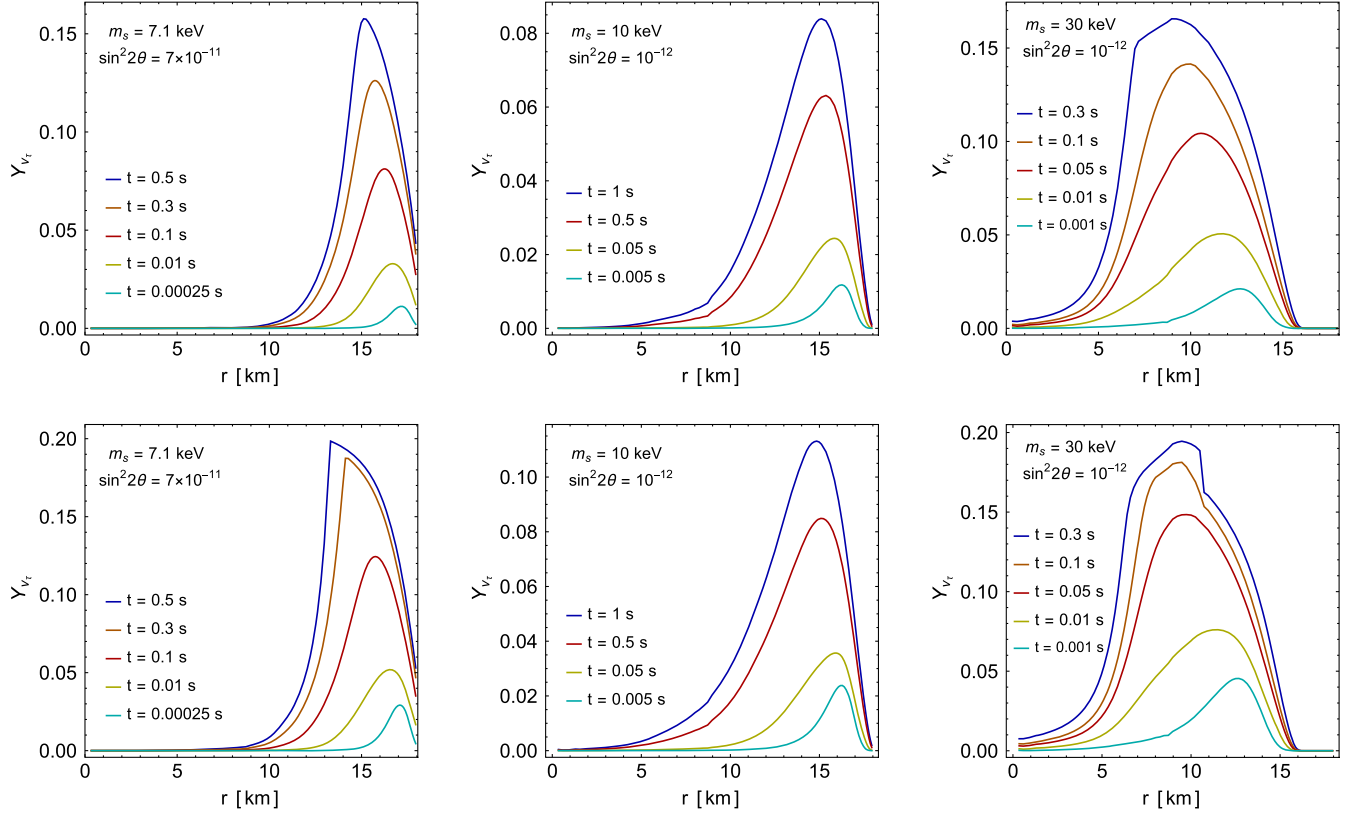 m_s = 7.1 keV
sin²2θ = 7×10⁻¹¹
t = 0.5 s
t = 0.3 s
t = 0.1 s
t = 0.01 s
t = 0.00025 s
0.00
0.05
0.10
0.15
Y_ντ
0 5 10 15
r [km]
m_s = 10 keV
sin²2θ = 10⁻¹²
t = 1 s
t = 0.5 s
t = 0.05 s
t = 0.005 s
0.00
0.02
0.04
0.06
0.08
Y_ντ
0 5 10 15
r [km]
m_s = 30 keV
sin²2θ = 10⁻¹²
t = 0.3 s
t = 0.1 s
t = 0.05 s
t = 0.01 s
t = 0.001 s
0.00
0.05
0.10
0.15
Y_ντ
0 5 10 15
r [km]
m_s = 7.1 keV
sin²2θ = 7×10⁻¹¹
t = 0.5 s
t = 0.3 s
t = 0.1 s
t = 0.01 s
t = 0.00025 s
0.00
0.05
0.10
0.15
0.20
Y_ντ
0 5 10 15
r [km]
m_s = 10 keV
sin²2θ = 10⁻¹²
t = 1 s
t = 0.5 s
t = 0.05 s
t = 0.005 s
0.00
0.02
0.04
0.06
0.08
0.10
Y_ντ
0 5 10 15
r [km]
m_s = 30 keV
sin²2θ = 10⁻¹²
t = 0.3 s
t = 0.1 s
t = 0.05 s
t = 0.01 s
t = 0.001 s
0.00
0.05
0.10
0.15
0.20
Y_ντ
0 5 10 15
r [km]